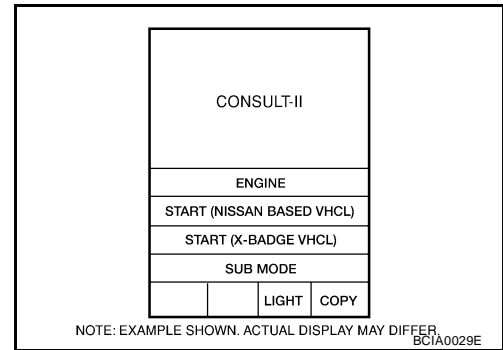 CONSULT-II
ENGINE
START (NISSAN BASED VHCL)
START (X-BADGE VHCL)
SUB MODE
LIGHT COPY
NOTE: EXAMPLE SHOWN. ACTUAL DISPLAY MAY DIFFER.
BCIA0029E